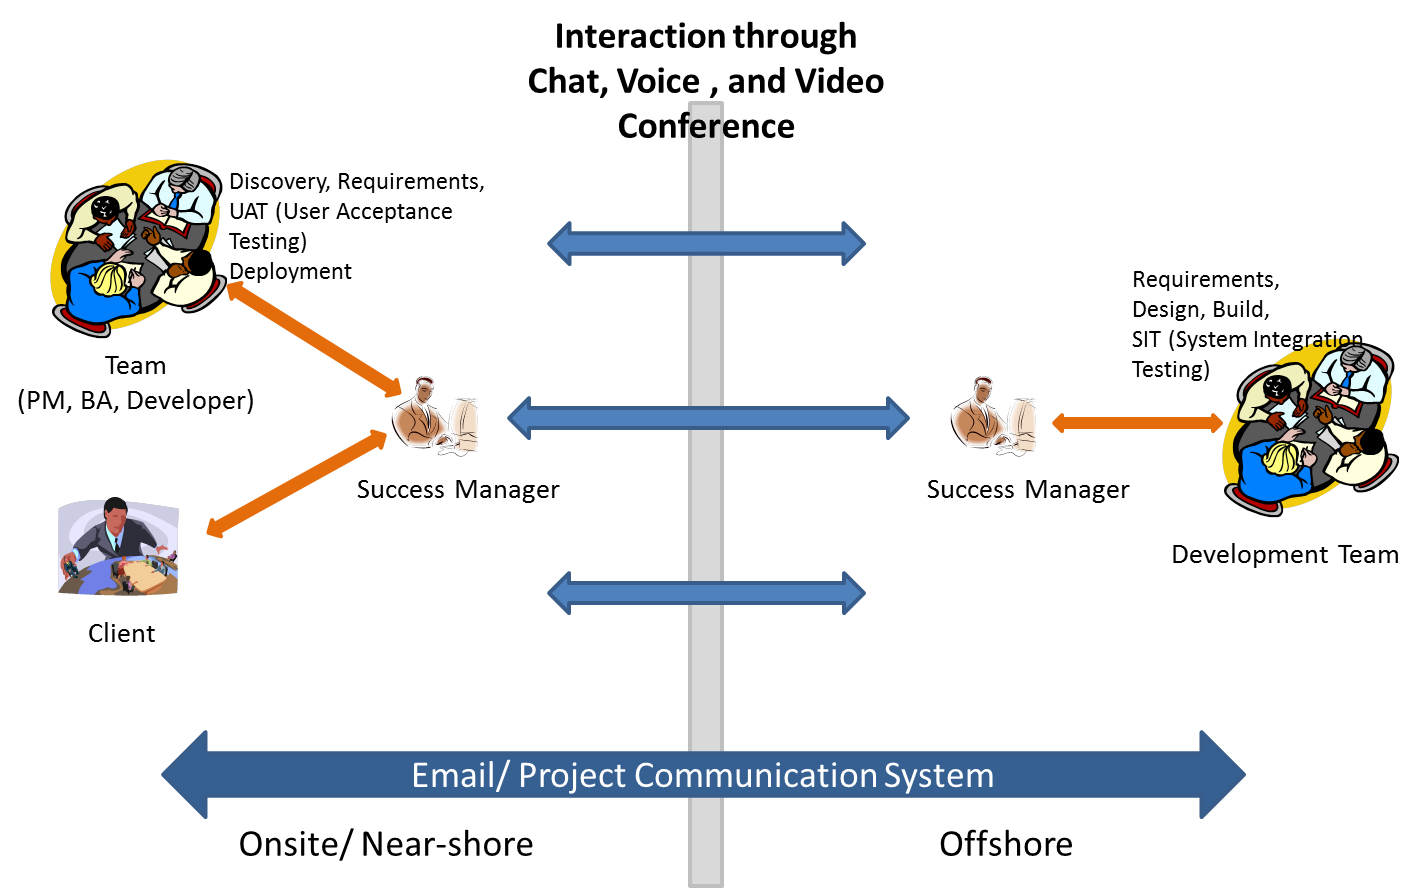 Interaction through
Chat, Voice , and Video
Conference
Discovery, Requirements,
UAT (User Acceptance
Testing)
Deployment
Team
(PM, BA, Developer)
Success Manager
Client
Requirements,
Design, Build,
SIT (System Integration
Testing)
Success Manager
Development Team
Email/ Project Communication System
Onsite/ Near-shore
Offshore